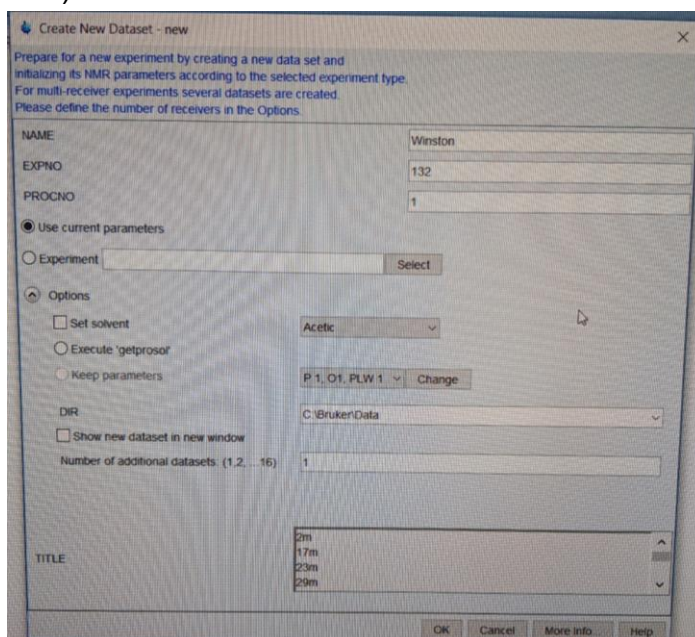 Create New Dataset - new
Prepare for a new experiment by creating a new data set and
initializing its NMR parameters according to the selected experiment type.
For multi-receiver experiments several datasets are created.
Please define the number of receivers in the Options.
NAME Winston
EXPNO 132
PROCNO 1
Use current parameters
Experiment Select
Options
Set solvent Acetic
Execute 'getprosol'
Keep parameters P 1, O1, PLW 1 Change
DIR C:\Bruker\Data
Show new dataset in new window
Number of additional datasets. (1,2, ...16) 1
2m
17m
TITLE
23m
29m
OK Cancel More Info... Help